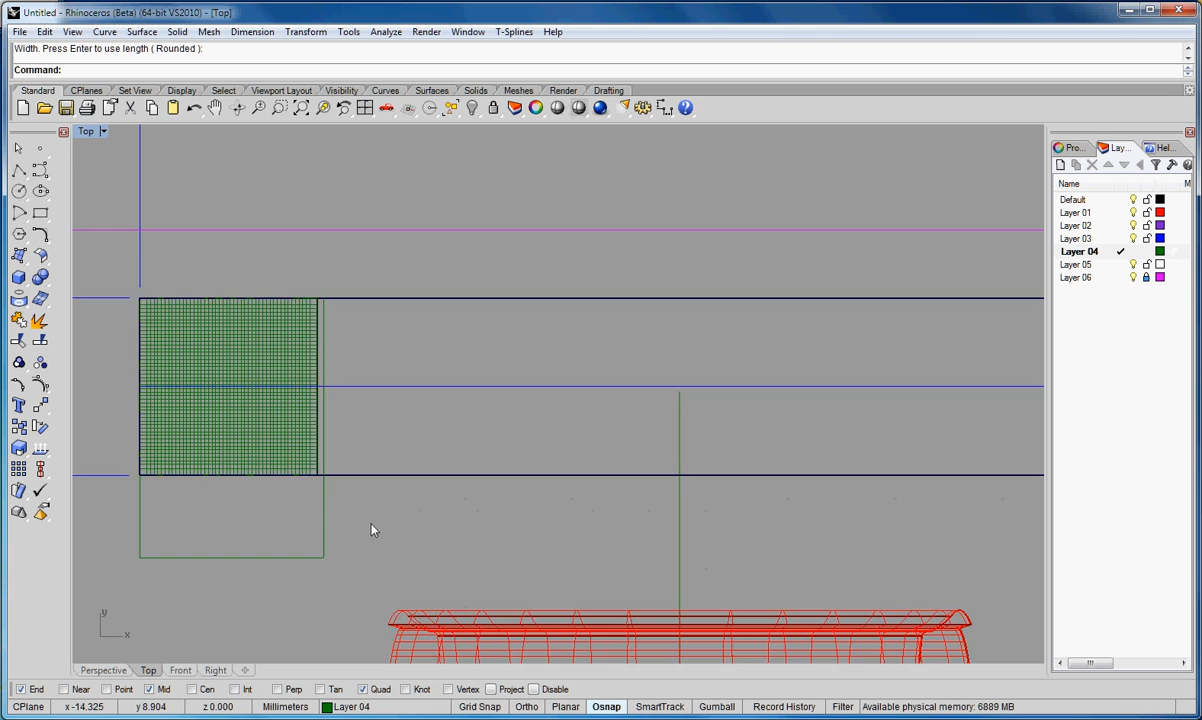 Untitled - Rhinoceros (Beta) (64-bit VS2010) - [Top]
File Edit View Curve Surface Solid Mesh Dimension Transform Tools Analyze Render Window T-Splines Help
Width. Press Enter to use length ( Rounded ):
Command:
Standard CPlanes Set View Display Select Viewport Layout Visibility Curves Surfaces Solids Meshes Render Drafting
Top
Pro... Lay... Hel...
Name M
Default
Layer 01
Layer 02
Layer 03
Layer 04
Layer 05
Layer 06
y
x
Perspective Top Front Right
End Near Point Mid Cen Int Perp Tan Quad Knot Vertex Project Disable
CPlane x -14.325 y 8.904 z 0.000 Millimeters Layer 04 Grid Snap Ortho Planar Osnap SmartTrack Gumball Record History Filter Available physical memory: 6889 MB